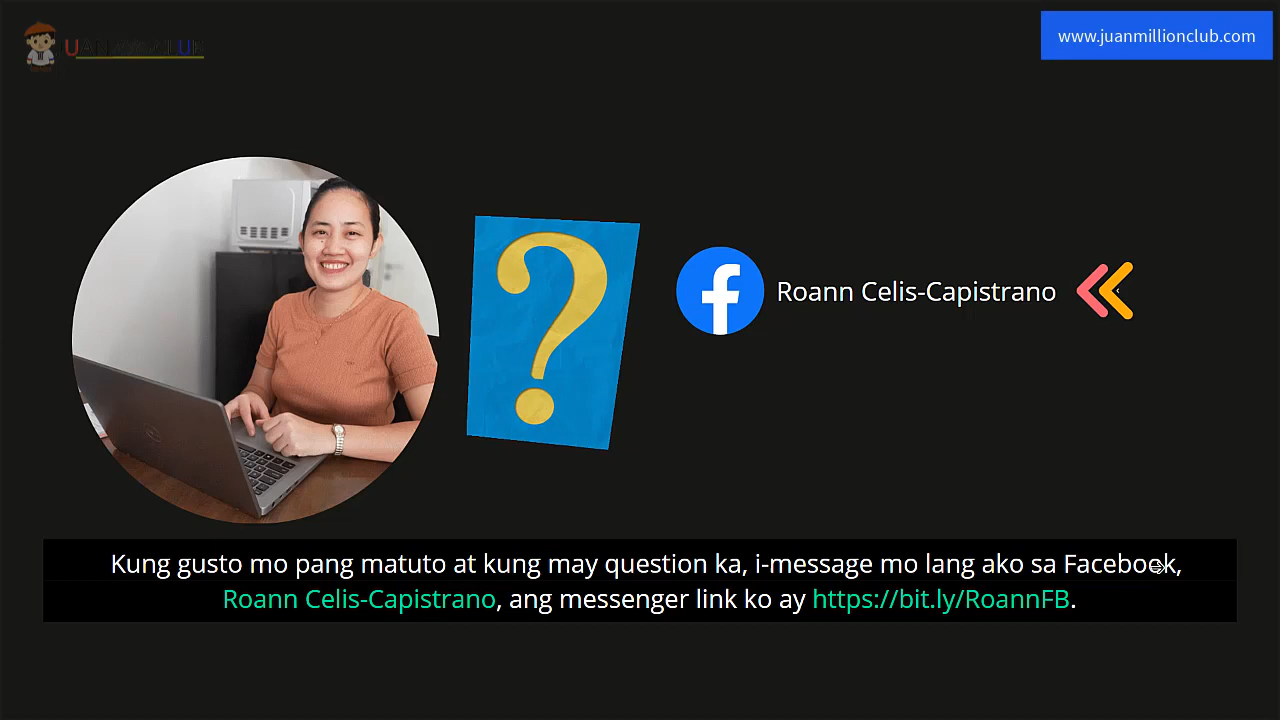 www.juanmillionclub.com
?
Roann Celis-Capistrano
Kung gusto mo pang matuto at kung may question ka, i-message mo lang ako sa Facebook,
Roann Celis-Capistrano, ang messenger link ko ay https://bit.ly/RoannFB.